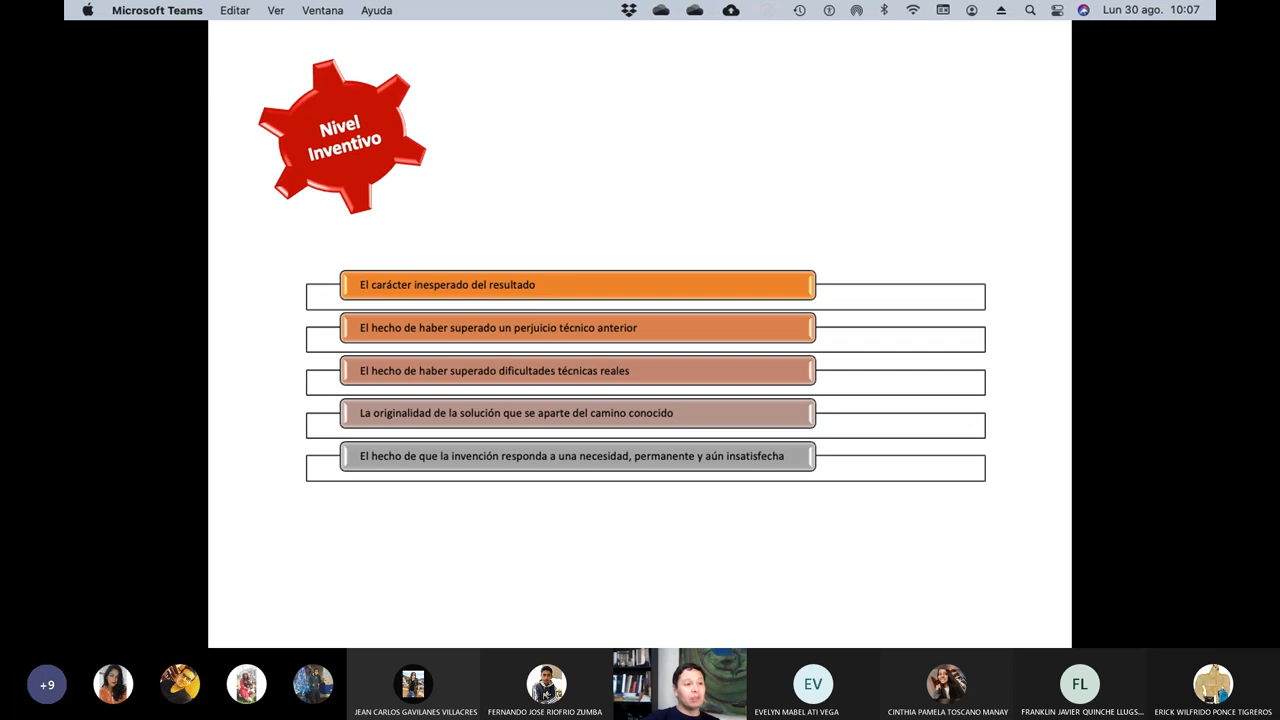 Microsoft Teams Editar Ver Ventana Ayuda Lun 30 ago. 10:07
Nivel
Inventivo
El carácter inesperado del resultado
El hecho de haber superado un perjuicio técnico anterior
El hecho de haber superado dificultades técnicas reales
La originalidad de la solución que se aparte del camino conocido
El hecho de que la invención responda a una necesidad, permanente y aún insatisfecha
+9
EV
FL
JEAN CARLOS GAVILANES VILLACRES
FERNANDO JOSE RIOFRIO ZUMBA
EVELYN MABEL ATI VEGA
CINTHIA PAMELA TOSCANO MANAY
FRANKLIN JAVIER QUINCHE LLUGS...
ERICK WILFRIDO PONCE TIGREROS